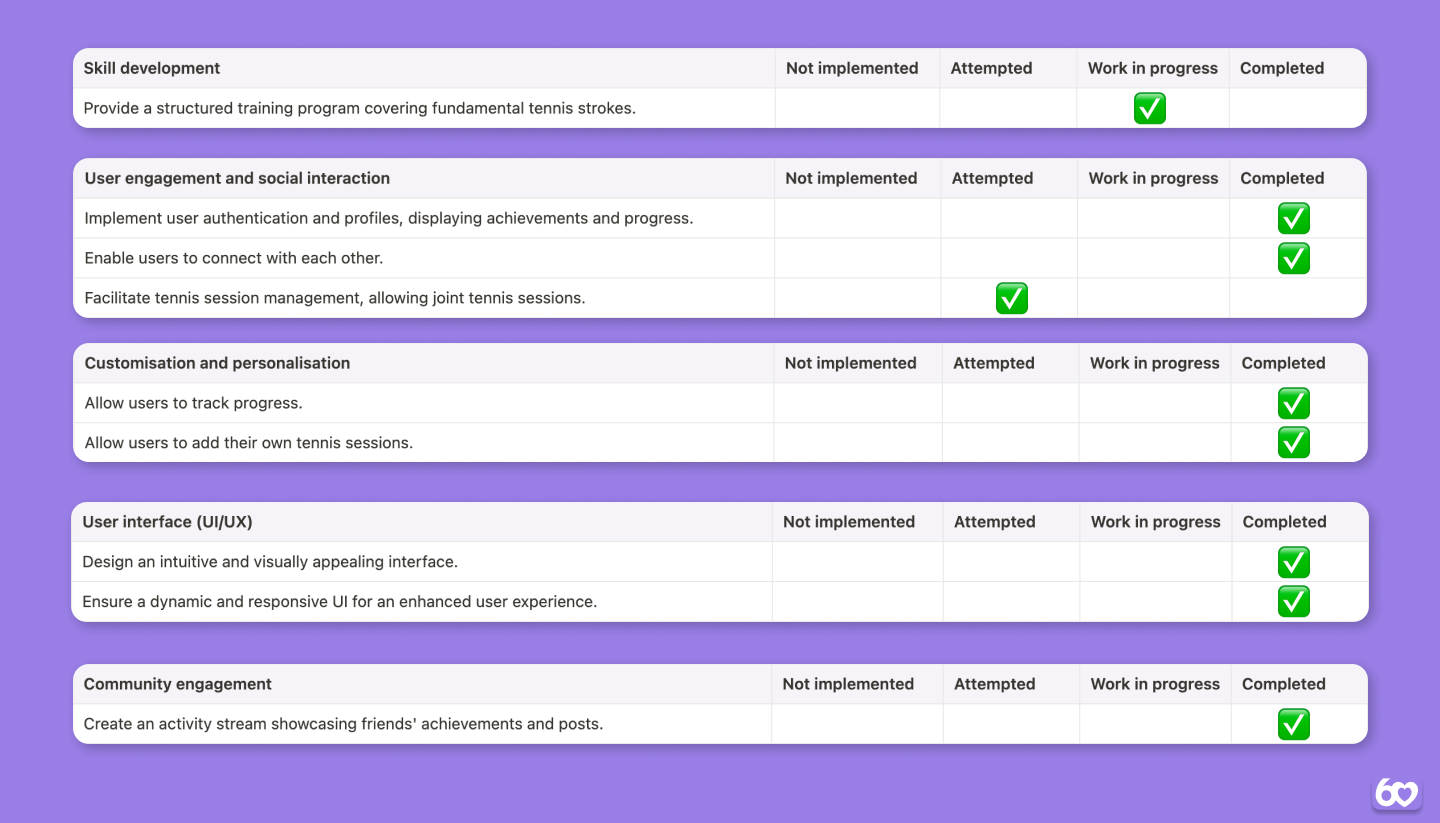 Skill development Not implemented Attempted Work in progress Completed
Provide a structured training program covering fundamental tennis strokes. ✅
User engagement and social interaction Not implemented Attempted Work in progress Completed
Implement user authentication and profiles, displaying achievements and progress. ✅
Enable users to connect with each other. ✅
Facilitate tennis session management, allowing joint tennis sessions. ✅
Customisation and personalisation Not implemented Attempted Work in progress Completed
Allow users to track progress. ✅
Allow users to add their own tennis sessions. ✅
User interface (UI/UX) Not implemented Attempted Work in progress Completed
Design an intuitive and visually appealing interface. ✅
Ensure a dynamic and responsive UI for an enhanced user experience. ✅
Community engagement Not implemented Attempted Work in progress Completed
Create an activity stream showcasing friends' achievements and posts. ✅
60